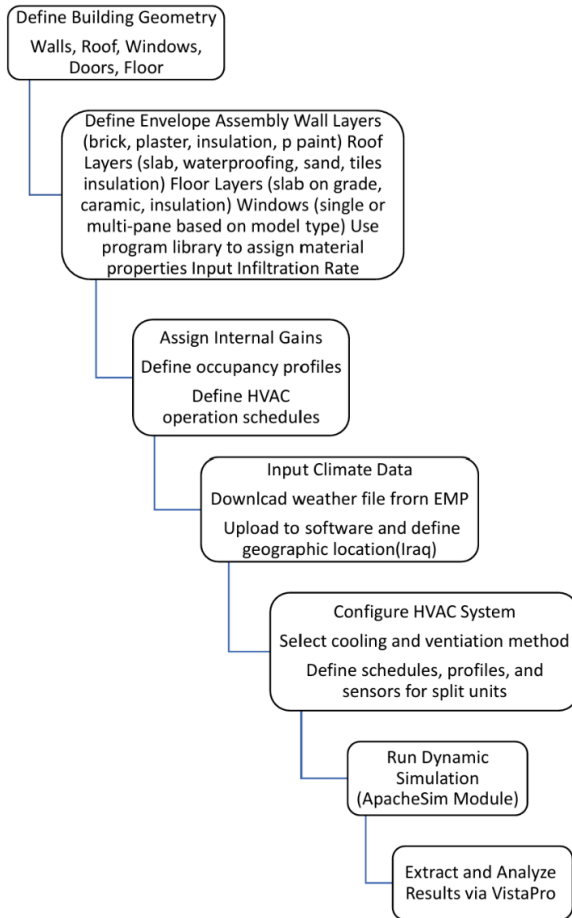 Define Building Geometry
Walls, Roof, Windows,
Doors, Floor
Define Envelope Assembly Wall Layers
(brick, plaster, insulation, p paint) Roof
Layers (slab, waterproofing, sand, tiles
insulation) Floor Layers (slab on grade,
caramic, insulation) Windows (single or
multi-pane based on model type) Use
program library to assign material
properties Input Infiltration Rate
Assign Internal Gains
Define occupancy profiles
Define HVAC
operation schedules
Input Climate Data
Downlcad weather file frorn EMP
Upload to software and define
geographic location(Iraq)
Configure HVAC System
Select cooling and ventiation method
Define schedules, profiles, and
sensors for split units
Run Dynamic
Simulation
(ApacheSim Module)
Extract and Analyze
Results via VistaPro